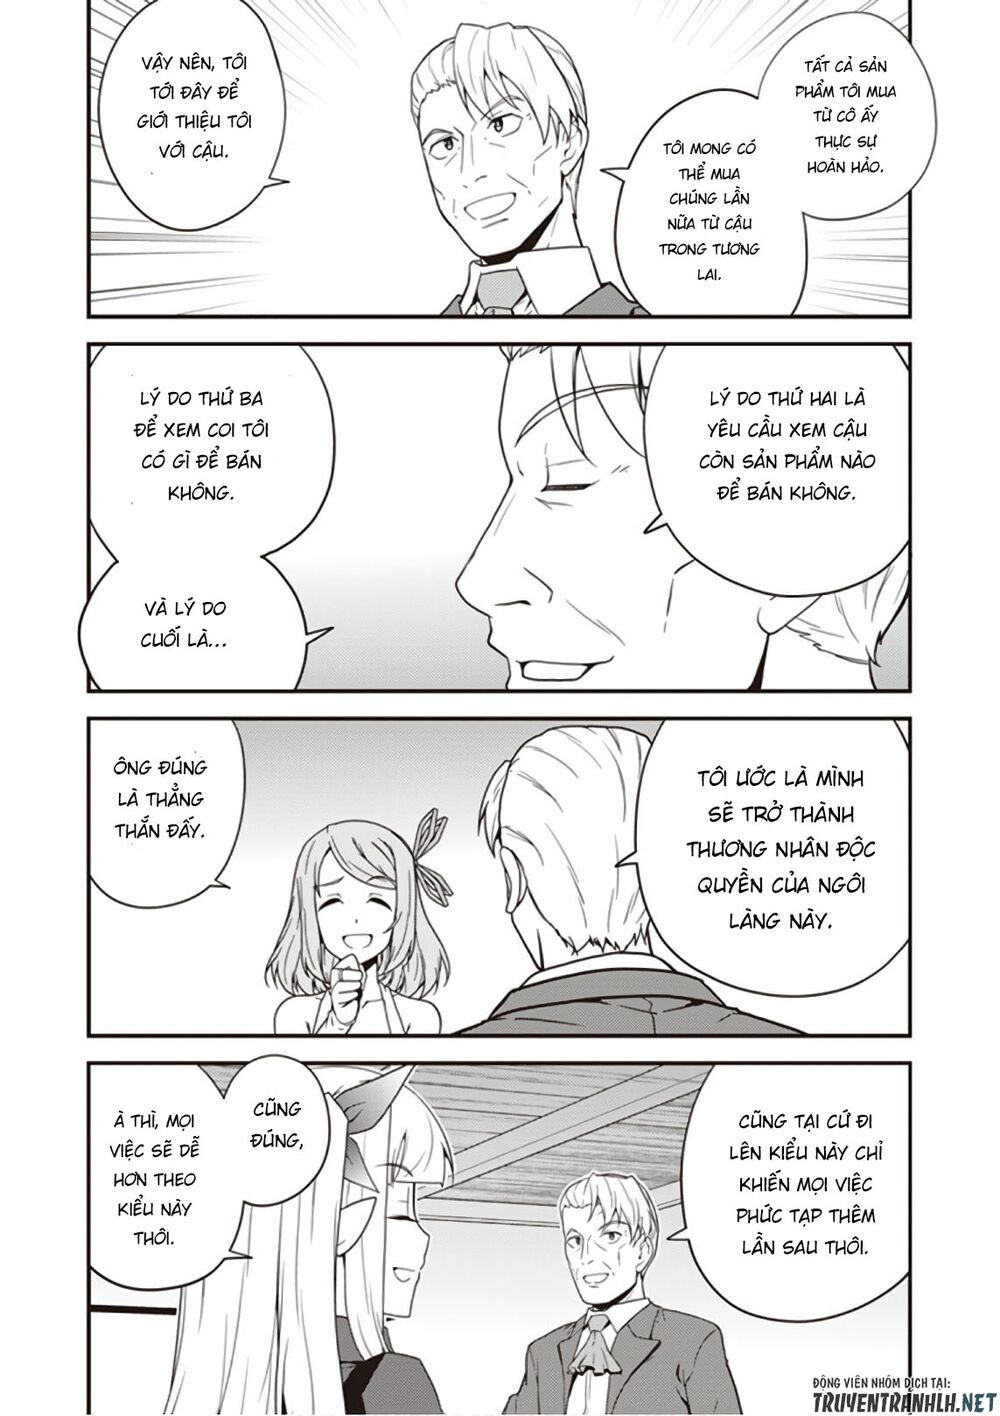 TẤT CẢ SẢN
PHẨM TÔI MUA
TỪ CÔ ẤY
THỰC SỰ
HOÀN HẢO.
TÔI MONG CÓ
THỂ MUA
CHÚNG LẦN
NỮA TỪ CẬU
TRONG TƯƠNG
LAI.
VẬY NÊN, TÔI
TỚI ĐÂY ĐỂ
GIỚI THIỆU TÔI
VỚI CẬU.
LÝ DO THỨ HAI LÀ
YÊU CẦU XEM CẬU
CÒN SẢN PHẨM NÀO
ĐỂ BÁN KHÔNG.
LÝ DO THỨ BA
ĐỂ XEM COI TÔI
CÓ GÌ ĐỂ BÁN
KHÔNG.
VÀ LÝ DO
CUỐI LÀ...
TÔI ƯỚC LÀ MÌNH
SẼ TRỞ THÀNH
THƯƠNG NHÂN ĐỘC
QUYỀN CỦA NGÔI
LÀNG NÀY.
ÔNG ĐÚNG
LÀ THẲNG
THẮN ĐẤY.
CŨNG TẠI CỨ ĐI
LÊN KIỂU NÀY CHỈ
KHIẾN MỌI VIỆC
PHỨC TẠP THÊM
LẦN SAU THÔI.
CŨNG
ĐÚNG,
À THÌ, MỌI
VIỆC SẼ DỄ
HƠN THEO
KIỂU NÀY
THÔI.
ĐỘNG VIÊN NHÓM DỊCH TẠI:
TRUYENTRANHLH.NET